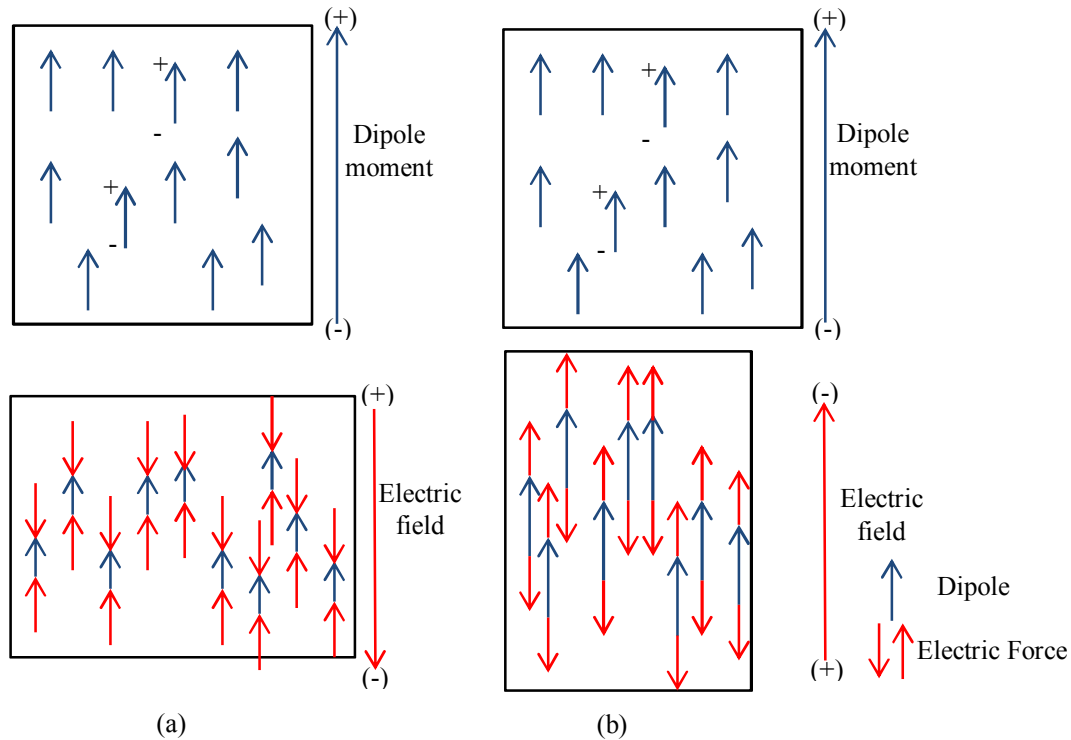 (+)
+
-
+
-
Dipole
moment
(-)
(+)
+
-
+
-
Dipole
moment
(-)
(+)
Electric
field
(-)
(a)
(-)
Electric
field
(+)
Dipole
Electric Force
(b)